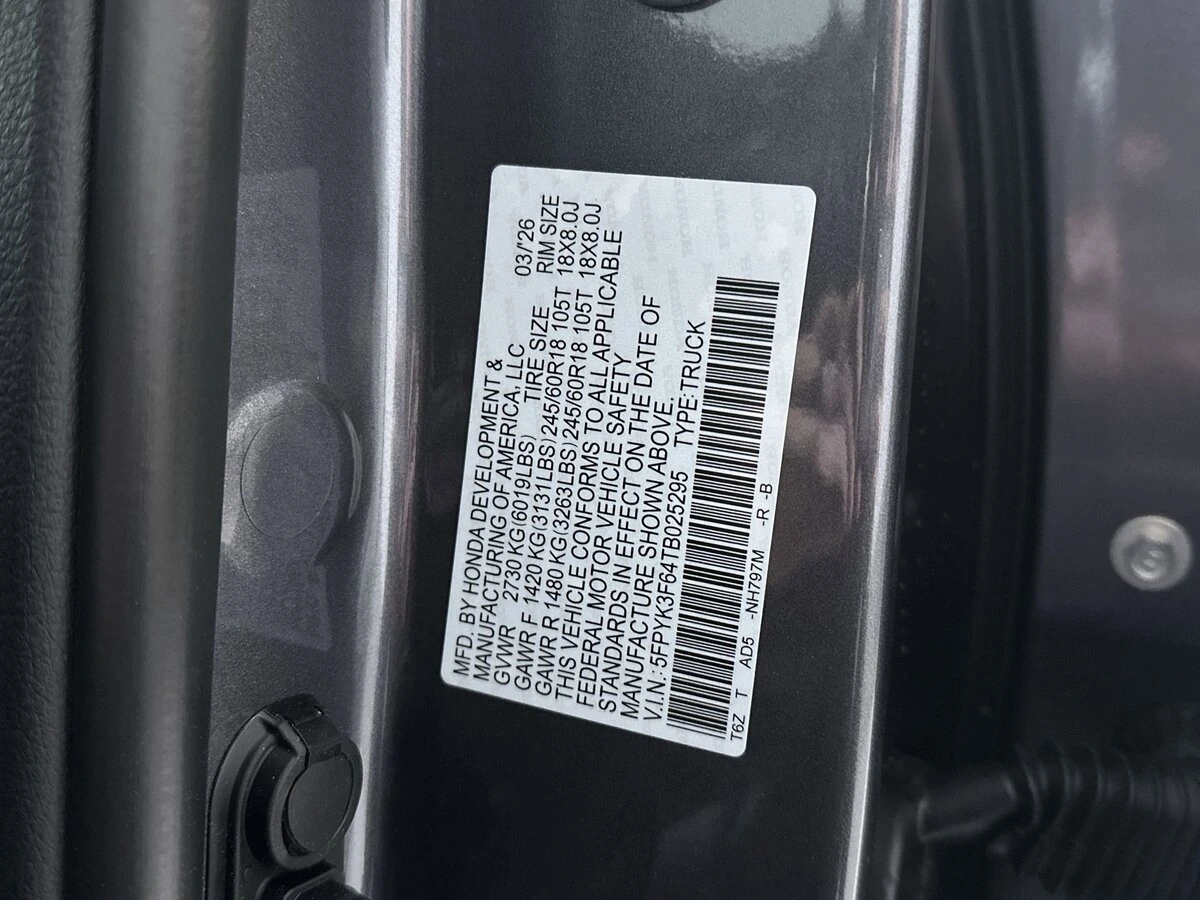 MFD. BY HONDA DEVELOPMENT &
MANUFACTURING OF AMERICA, LLC 03/'26
GVWR 2730 KG(6019LBS) TIRE SIZE RIM SIZE
GAWR F 1420 KG(3131LBS) 245/60R18 105T 18X8.0J
GAWR R 1480 KG(3263LBS) 245/60R18 105T 18X8.0J
THIS VEHICLE CONFORMS TO ALL APPLICABLE
FEDERAL MOTOR VEHICLE SAFETY
STANDARDS IN EFFECT ON THE DATE OF
MANUFACTURE SHOWN ABOVE.
V.I.N.:5FPYK3F64TB025295 TYPE:TRUCK
T6Z T AD5 -NH797M -R -B